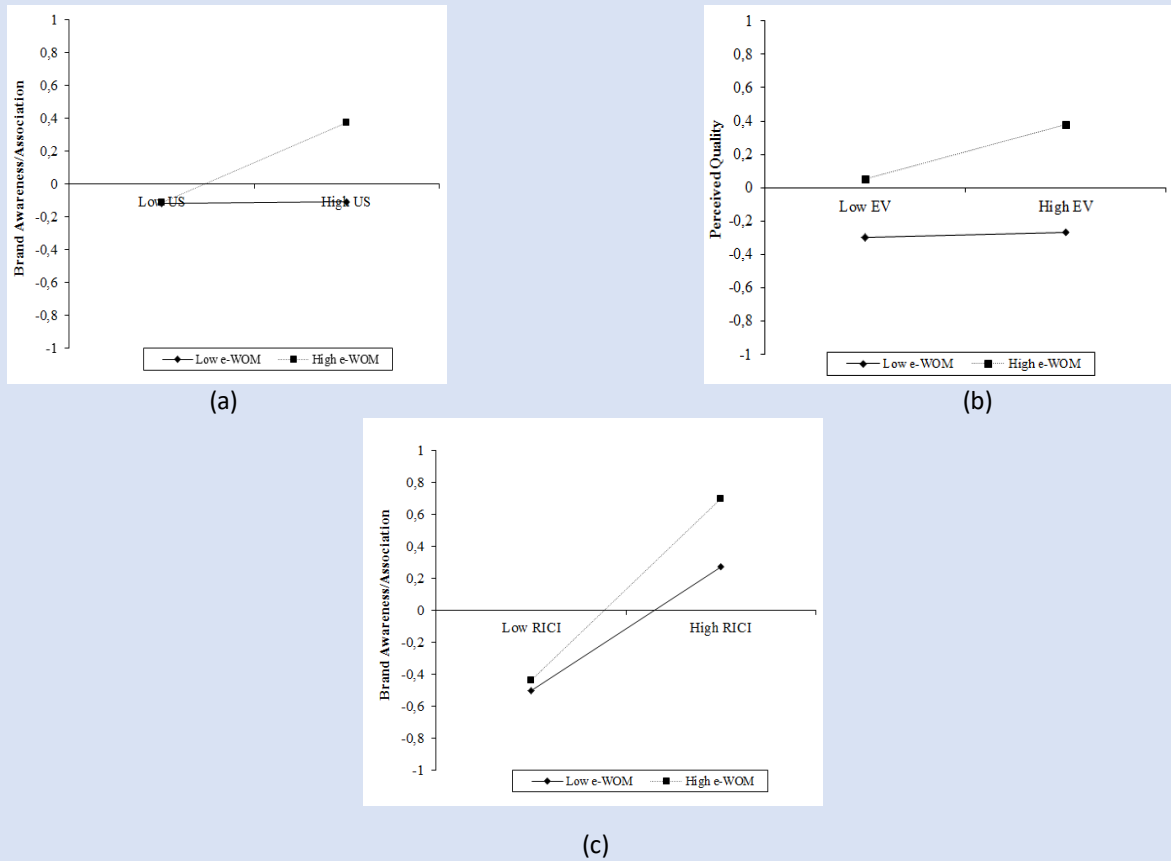 Brand Awareness/Association
1
0,8
0,6
0,4
0,2
0
-0,2
-0,4
-0,6
-0,8
-1
Low US
High US
Low e-WOM
High e-WOM
(a)
Perceived Quality
1
0,8
0,6
0,4
0,2
0
-0,2
-0,4
-0,6
-0,8
-1
Low EV
High EV
Low e-WOM
High e-WOM
(b)
Brand Awareness/Association
1
0,8
0,6
0,4
0,2
0
-0,2
-0,4
-0,6
-0,8
-1
Low RICI
High RICI
Low e-WOM
High e-WOM
(c)